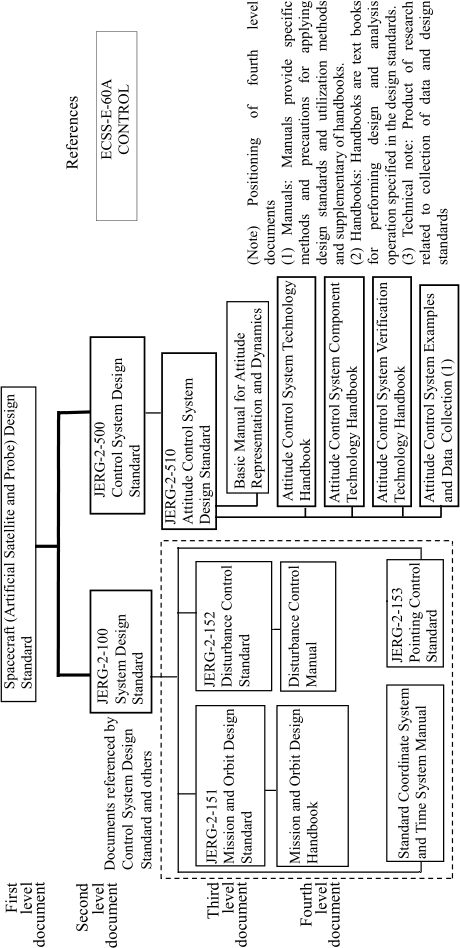 First
level
document
Second
level
document
Third
level
document
Fourth
level
document
Spacecraft (Artificial Satellite and Probe) Design
Standard
References
ECSS-E-60A
CONTROL
Documents referenced by
Control System Design
Standard and others
JERG-2-100
System Design
Standard
JERG-2-500
Control System Design
Standard
JERG-2-510
Attitude Control System
Design Standard
JERG-2-151
Mission and Orbit Design
Standard
JERG-2-152
Disturbance Control
Standard
Mission and Orbit Design
Handbook
Disturbance Control
Manual
Standard Coordinate System
and Time System Manual
JERG-2-153
Pointing Control
Standard
Basic Manual for Attitude
Representation and Dynamics
Attitude Control System Technology
Handbook
Attitude Control System Component
Technology Handbook
Attitude Control System Verification
Technology Handbook
Attitude Control System Examples
and Data Collection (1)
(Note) Positioning of fourth level
documents
(1) Manuals: Manuals provide specific
methods and precautions for applying
design standards and utilization methods
and supplementary of handbooks.
(2) Handbooks: Handbooks are text books
for performing design and analysis
operation specified in the design standards.
(3) Technical note: Product of research
related to collection of data and design
standards